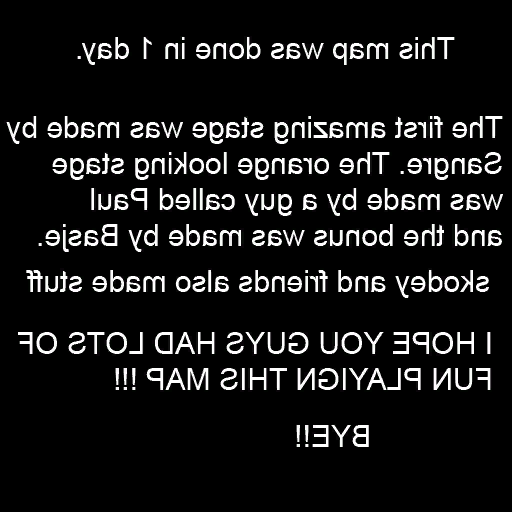 This map was done in 1 day.
The first amazing stage was made by
Sangre. The orange looking stage
was made by a guy called Paul
and the bonus was made by Basje.
skodey and friends also made stuff
I HOPE YOU GUYS HAD LOTS OF
FUN PLAYIGN THIS MAP !!!
BYE!!